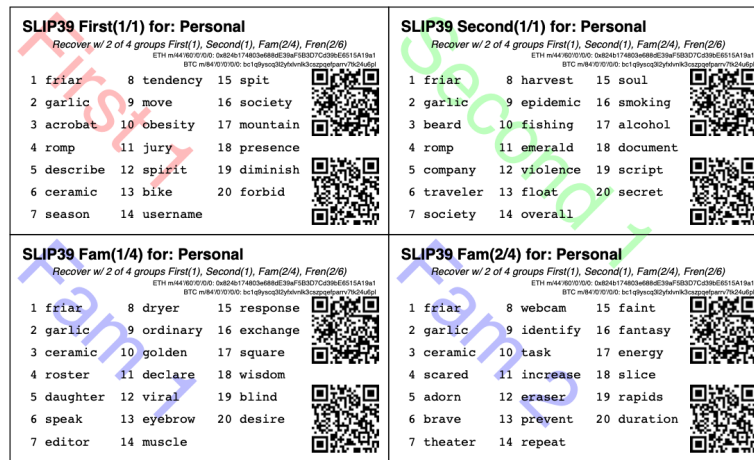 SLIP39 First(1/1) for: Personal
Recover w/ 2 of 4 groups First(1), Second(1), Fam(2/4), Fren(2/6)
ETH m/44'/60'/0'/0/0: 0x824b174803e688dE39aF5B3D7Cd39bE6515A19a1
BTC m/84'/0'/0'/0/0:
1 friar 8 tendency 15 spit
2 garlic 9 move 16 society
3 acrobat 10 obesity 17 mountain
4 romp 11 jury 18 presence
5 describe 12 spirit 19 diminish
6 ceramic 13 bike 20 forbid
7 season 14 username
First 1
SLIP39 Second(1/1) for: Personal
Recover w/ 2 of 4 groups First(1), Second(1), Fam(2/4), Fren(2/6)
ETH m/44'/60'/0'/0/0: 0x824b174803e688dE39aF5B3D7Cd39bE6515A19a1
BTC m/84'/0'/0'/0/0:
1 friar 8 harvest 15 soul
2 garlic 9 epidemic 16 smoking
3 beard 10 fishing 17 alcohol
4 romp 11 emerald 18 document
5 company 12 violence 19 script
6 traveler 13 float 20 secret
7 society 14 overall
Second 1
SLIP39 Fam(1/4) for: Personal
Recover w/ 2 of 4 groups First(1), Second(1), Fam(2/4), Fren(2/6)
ETH m/44'/60'/0'/0/0: 0x824b174803e688dE39aF5B3D7Cd39bE6515A19a1
BTC m/84'/0'/0'/0/0:
1 friar 8 dryer 15 response
2 garlic 9 ordinary 16 exchange
3 ceramic 10 golden 17 square
4 roster 11 declare 18 wisdom
5 daughter 12 viral 19 blind
6 speak 13 eyebrow 20 desire
7 editor 14 muscle
Fam 1
SLIP39 Fam(2/4) for: Personal
Recover w/ 2 of 4 groups First(1), Second(1), Fam(2/4), Fren(2/6)
ETH m/44'/60'/0'/0/0: 0x824b174803e688dE39aF5B3D7Cd39bE6515A19a1
BTC m/84'/0'/0'/0/0:
1 friar 8 webcam 15 faint
2 garlic 9 identify 16 fantasy
3 ceramic 10 task 17 energy
4 scared 11 increase 18 slice
5 adorn 12 eraser 19 rapids
6 brave 13 prevent 20 duration
7 theater 14 repeat
Fam 2